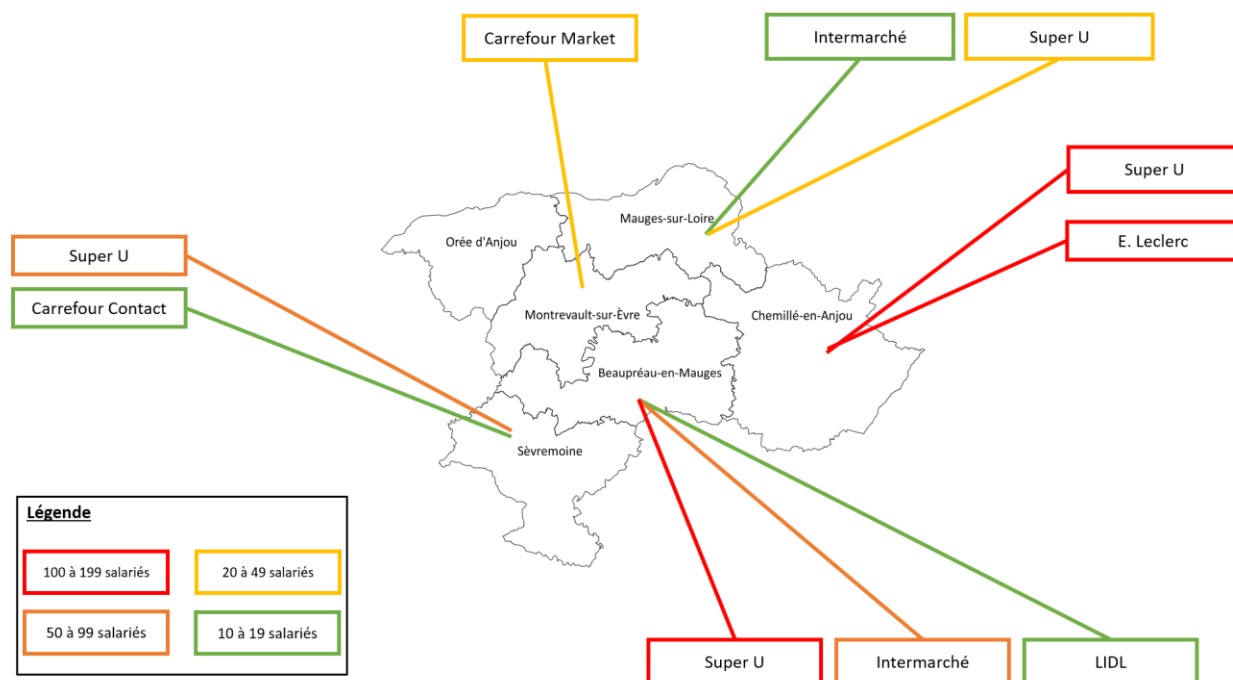 Carrefour Market
Intermarché
Super U
Super U
E. Leclerc
Super U
Carrefour Contact
Mauges-sur-Loire
Orée d'Anjou
Montrevault-sur-Èvre
Chemillé-en-Anjou
Beaupréau-en-Mauges
Sèvremoine
Légende
100 à 199 salariés
20 à 49 salariés
50 à 99 salariés
10 à 19 salariés
Super U
Intermarché
LIDL